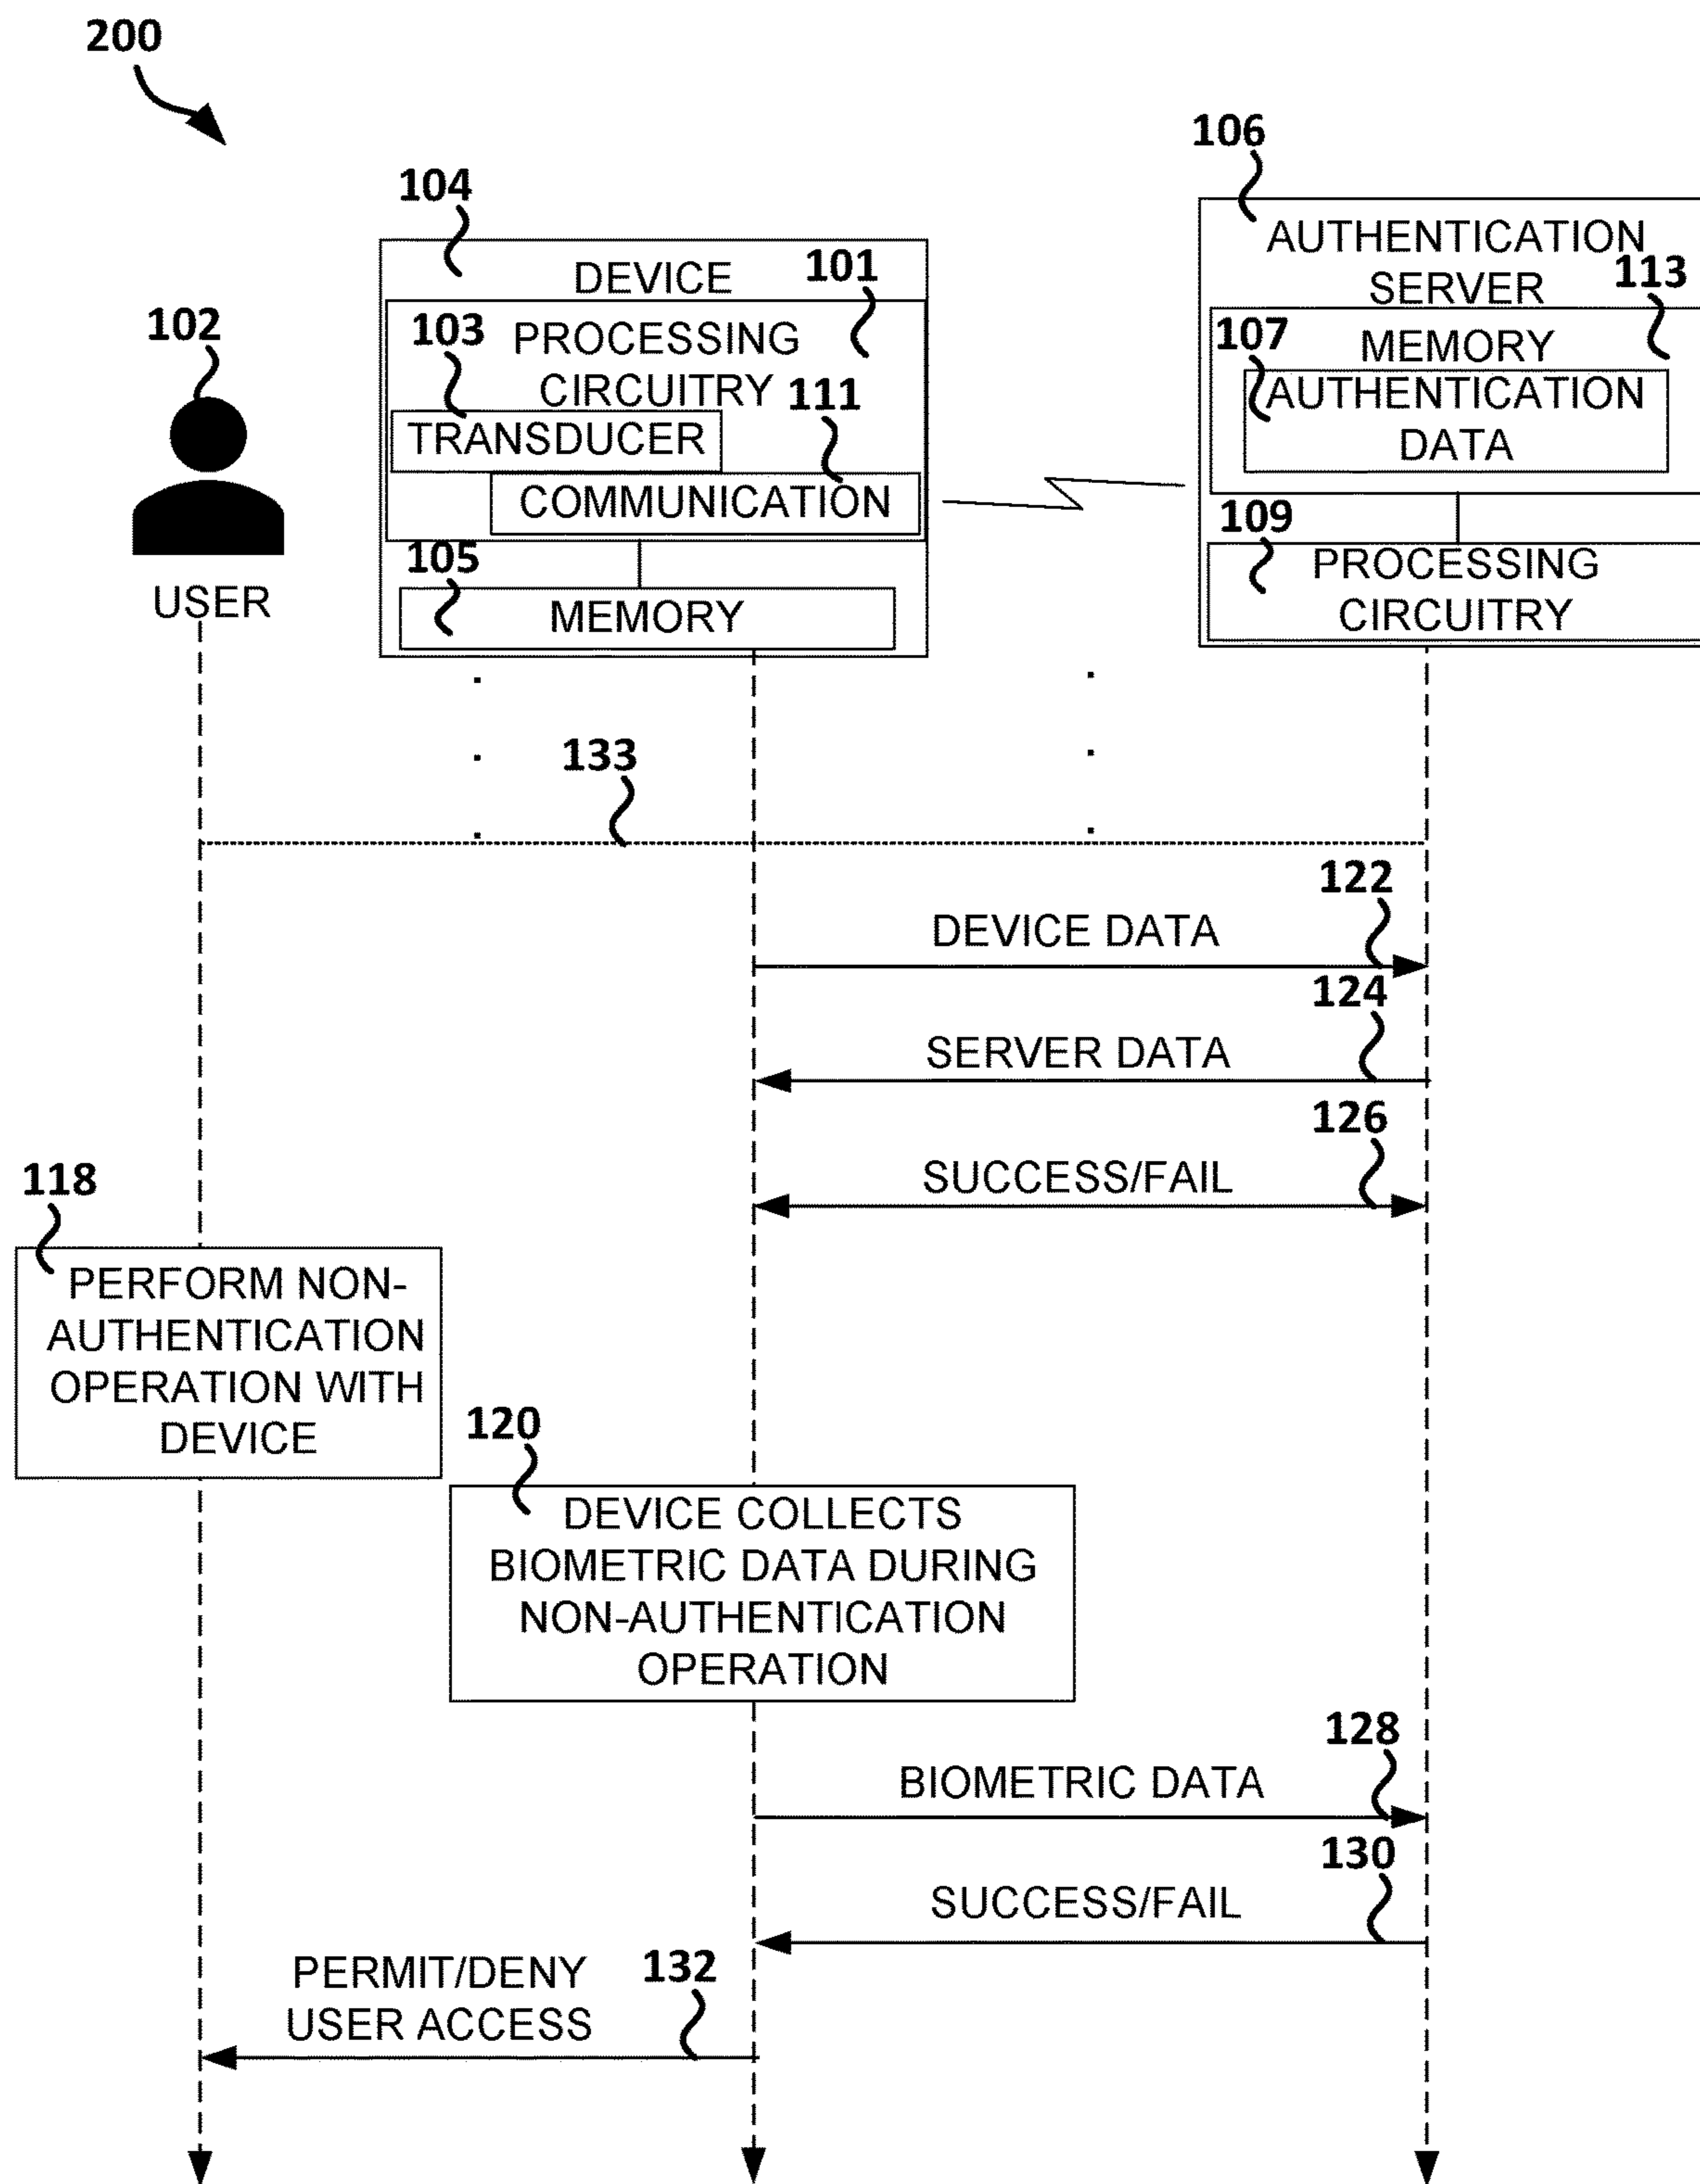 200
106
104
AUTHENTICATION
SERVER
113
DEVICE
101
102
103
PROCESSING
CIRCUITRY
111
107
MEMORY
AUTHENTICATION
DATA
TRANSDUCER
COMMUNICATION
109
105
PROCESSING
CIRCUITRY
USER
MEMORY
133
122
DEVICE DATA
124
SERVER DATA
126
SUCCESS/FAIL
118
PERFORM NON-
AUTHENTICATION
OPERATION WITH
DEVICE
120
DEVICE COLLECTS
BIOMETRIC DATA DURING
NON-AUTHENTICATION
OPERATION
128
BIOMETRIC DATA
130
SUCCESS/FAIL
132
PERMIT/DENY
USER ACCESS